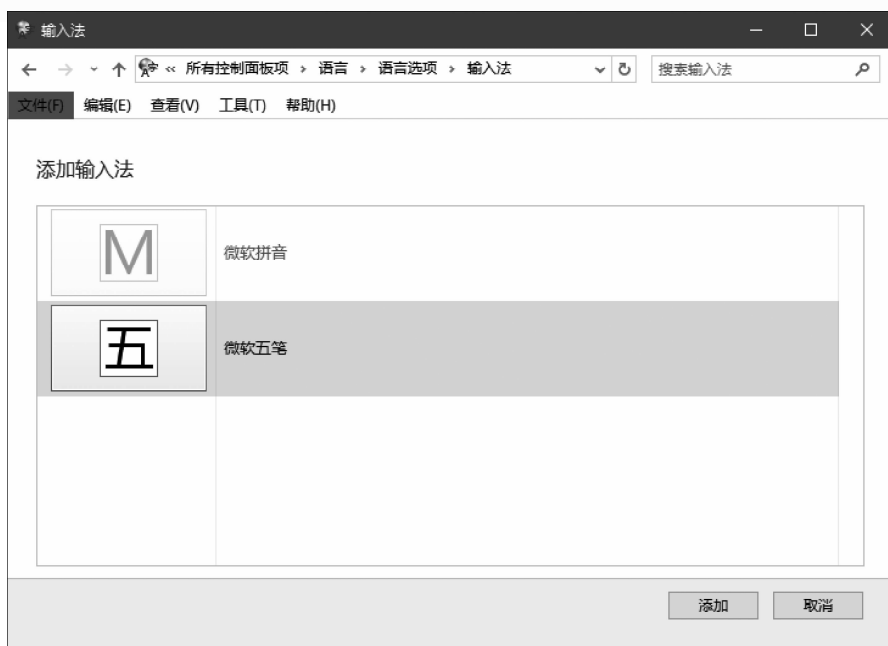 输入法
« 所有控制面板项 › 语言 › 语言选项 › 输入法
搜索输入法
文件(F) 编辑(E) 查看(V) 工具(T) 帮助(H)
添加输入法
M 微软拼音
五 微软五笔
添加 取消